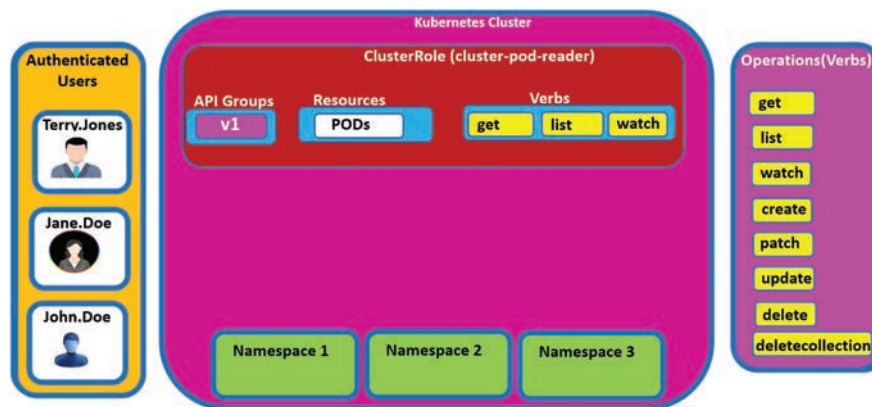 Kubernetes Cluster
Authenticated
Users
Terry.Jones
Jane.Doe
John.Doe
ClusterRole (cluster-pod-reader)
API Groups
v1
Resources
PODs
Verbs
get
list
watch
Namespace 1
Namespace 2
Namespace 3
Operations(Verbs)
get
list
watch
create
patch
update
delete
deletecollection